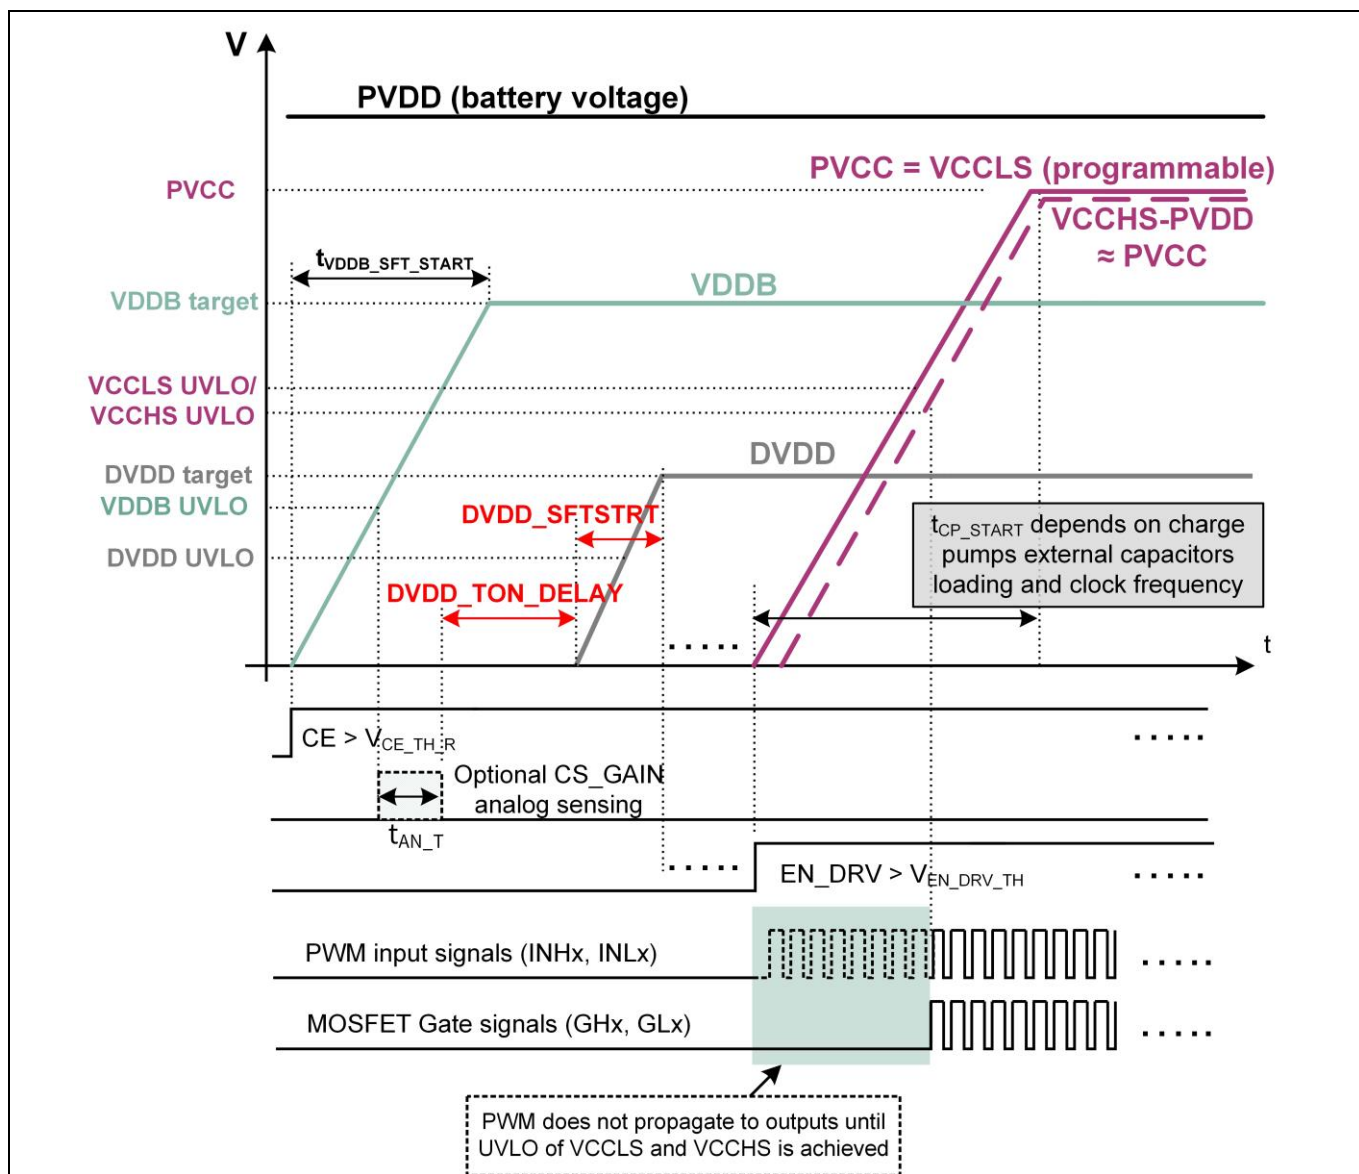 V
PVDD (battery voltage)
PVCC = VCCLS (programmable)
PVCC
VCCHS-PVDD
≈ PVCC
tVDDB_SFT_START
VDDB target
VDDB
VCCLS UVLO/
VCCHS UVLO
DVDD target
DVDD
VDDB UVLO
DVDD_SFTSTRT
DVDD UVLO
DVDD_TON_DELAY
tCP_START depends on charge
pumps external capacitors
loading and clock frequency
.....
t
CE > VCE_TH_R
.....
Optional CS_GAIN
analog sensing
tAN_T
.....
EN_DRV > VEN_DRV_TH
.....
PWM input signals (INHx, INLx)
.....
MOSFET Gate signals (GHx, GLx)
.....
PWM does not propagate to outputs until
UVLO of VCCLS and VCCHS is achieved